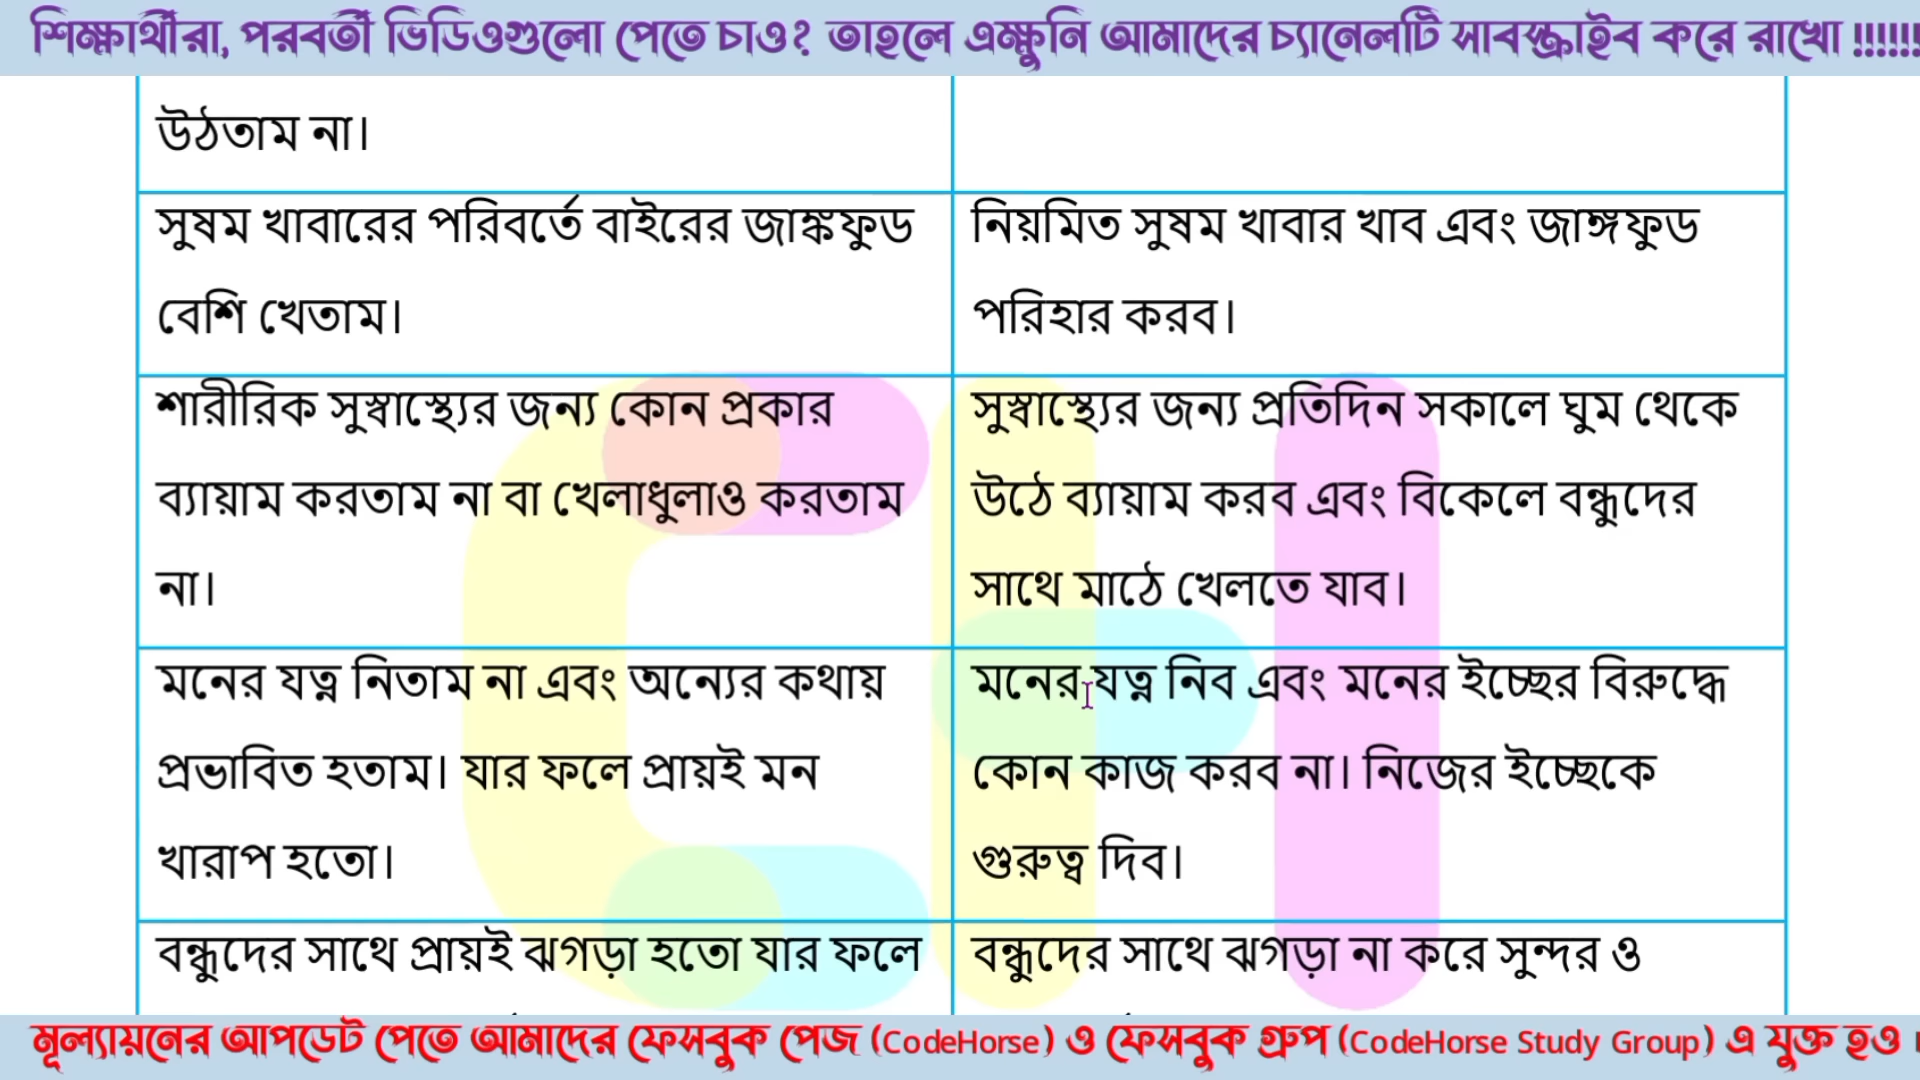 শিক্ষার্থীরা, পরবর্তী ভিডিওগুলো পেতে চাও? তাহলে এক্ষুনি আমাদের চ্যানেলটি সাবস্ক্রাইব করে রাখো !!!!!!
উঠতাম না।
সুষম খাবারের পরিবর্তে বাইরের জাঙ্কফুড
বেশি খেতাম।
নিয়মিত সুষম খাবার খাব এবং জাঙ্গফুড
পরিহার করব।
শারীরিক সুস্বাস্থ্যের জন্য কোন প্রকার
ব্যায়াম করতাম না বা খেলাধুলাও করতাম
না।
সুস্বাস্থ্যের জন্য প্রতিদিন সকালে ঘুম থেকে
উঠে ব্যায়াম করব এবং বিকেলে বন্ধুদের
সাথে মাঠে খেলতে যাব।
মনের যত্ন নিতাম না এবং অন্যের কথায়
প্রভাবিত হতাম। যার ফলে প্রায়ই মন
খারাপ হতো।
মনের যত্ন নিব এবং মনের ইচ্ছের বিরুদ্ধে
কোন কাজ করব না। নিজের ইচ্ছেকে
গুরুত্ব দিব।
বন্ধুদের সাথে প্রায়ই ঝগড়া হতো যার ফলে
বন্ধুদের সাথে ঝগড়া না করে সুন্দর ও
মূল্যায়নের আপডেট পেতে আমাদের ফেসবুক পেজ (CodeHorse) ও ফেসবুক গ্রুপ (CodeHorse Study Group) এ যুক্ত হও